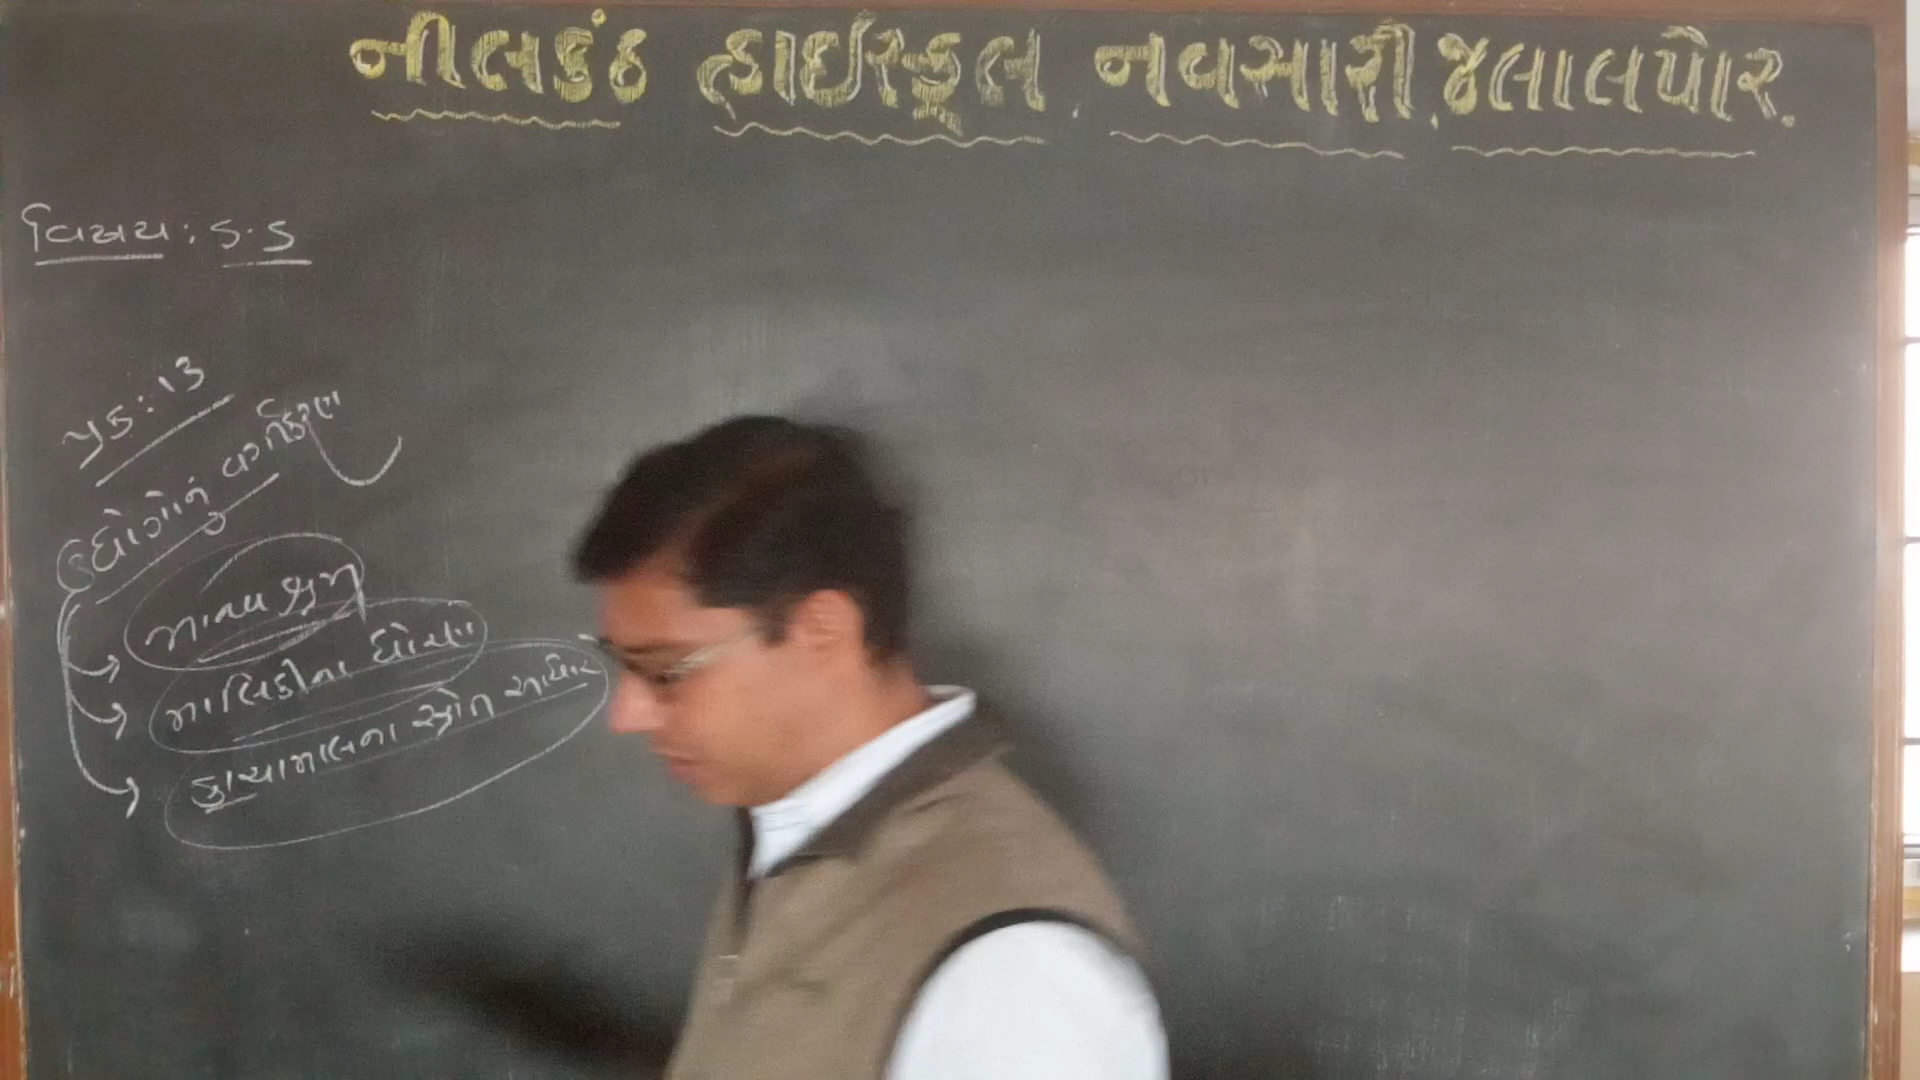 નીલકંઠ હાઈસ્કૂલ. નવસારી. જલાલપોર.
વિષય: S.S
પ્રક: 13
ઉદ્યોગોનું વર્ગીકરણ
માનવ શ્રમ
માલિકીના ધોરણ
કાચામાલના સ્રોત આધારે